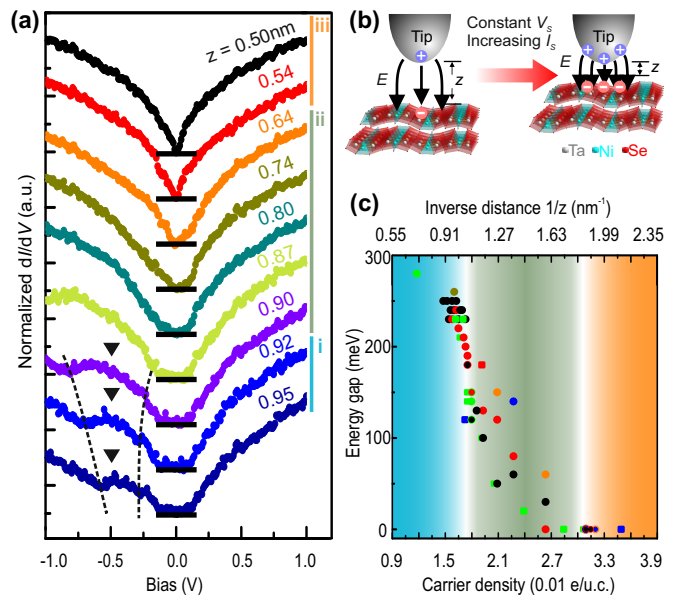 (a)
iii
z = 0.50nm
0.54
0.64
ii
0.74
0.80
0.87
0.90
i
0.92
0.95
Normalized dI/dV (a.u.)
-1.0 -0.5 0.0 0.5 1.0
Bias (V)
(b)
Tip
Constant Vs
Increasing Is
Tip
E
z
E
z
Ta Ni Se
(c)
Inverse distance 1/z (nm⁻¹)
0.55 0.91 1.27 1.63 1.99 2.35
Energy gap (meV)
300
200
100
0
0.9 1.5 2.1 2.7 3.3 3.9
Carrier density (0.01 e/u.c.)